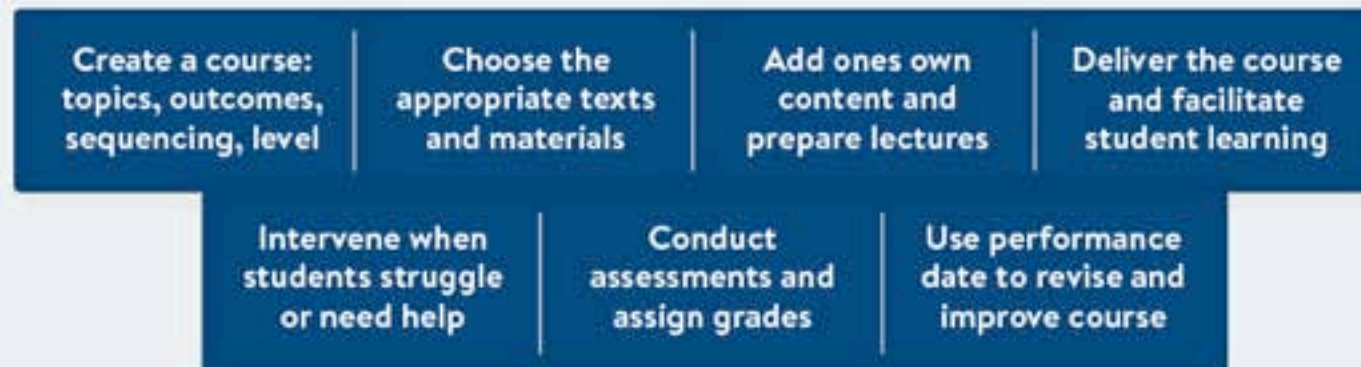 Create a course:
topics, outcomes,
sequencing, level
Choose the
appropriate texts
and materials
Add ones own
content and
prepare lectures
Deliver the course
and facilitate
student learning
Intervene when
students struggle
or need help
Conduct
assessments and
assign grades
Use performance
date to revise and
improve course